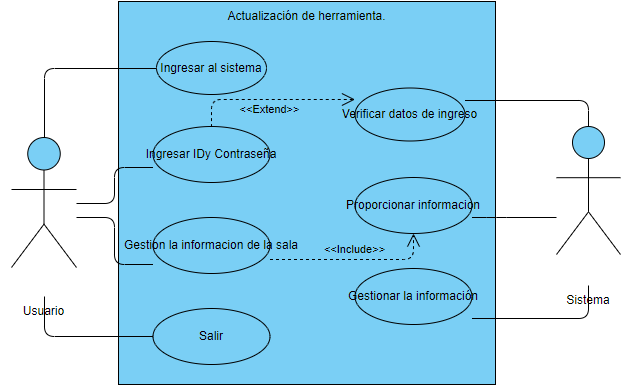 Actualización de herramienta.
Ingresar al sistema
<<Extend>>
Verificar datos de ingreso
Ingresar IDy Contraseña
Proporcionar información
Gestion la informacion de la sala
<<Include>>
Gestionar la información
Usuario
Sistema
Salir